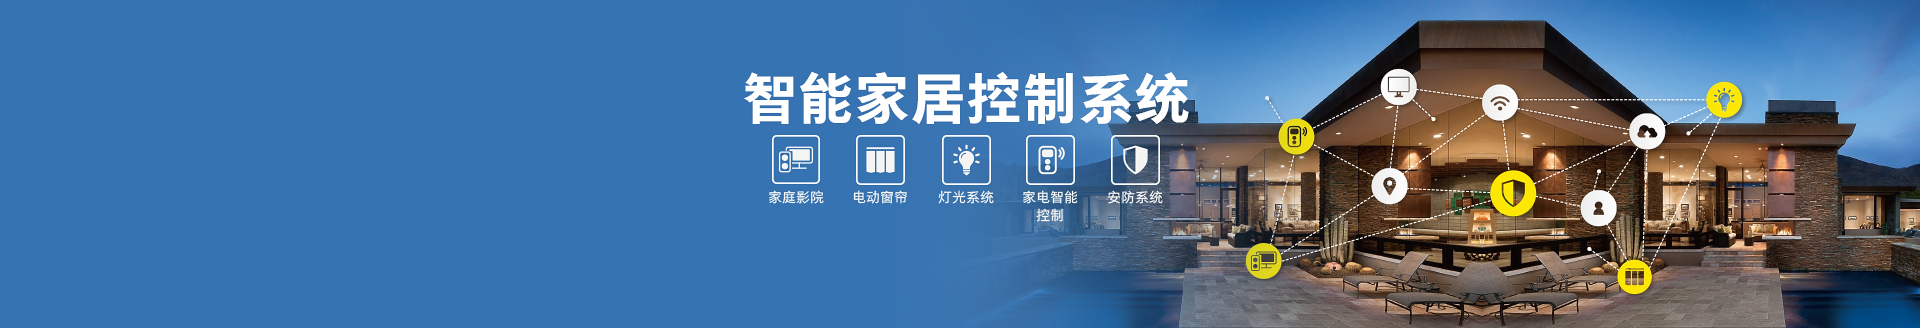 智能家居控制系统
家庭影院
电动窗帘
灯光系统
家电智能
控制
安防系统